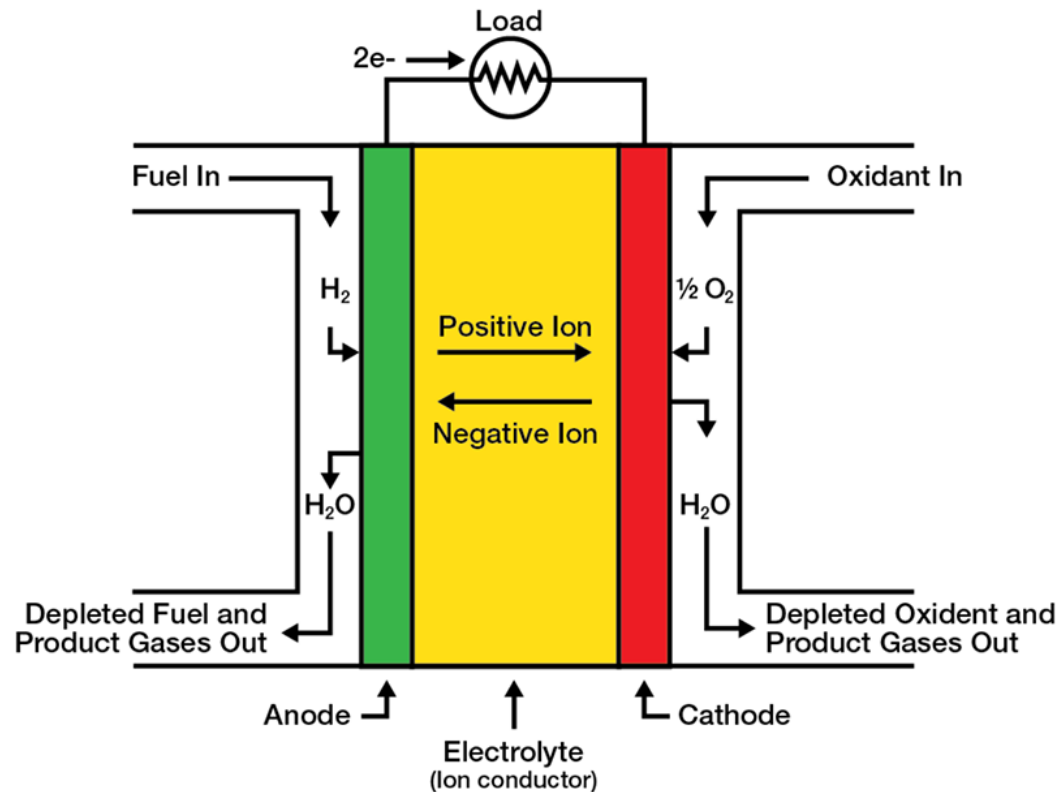 Load
2e-
Fuel In
Oxidant In
H₂
½ O₂
Positive Ion
Negative Ion
H₂O
H₂O
Depleted Fuel and
Product Gases Out
Depleted Oxident and
Product Gases Out
Anode
Cathode
Electrolyte
(Ion conductor)